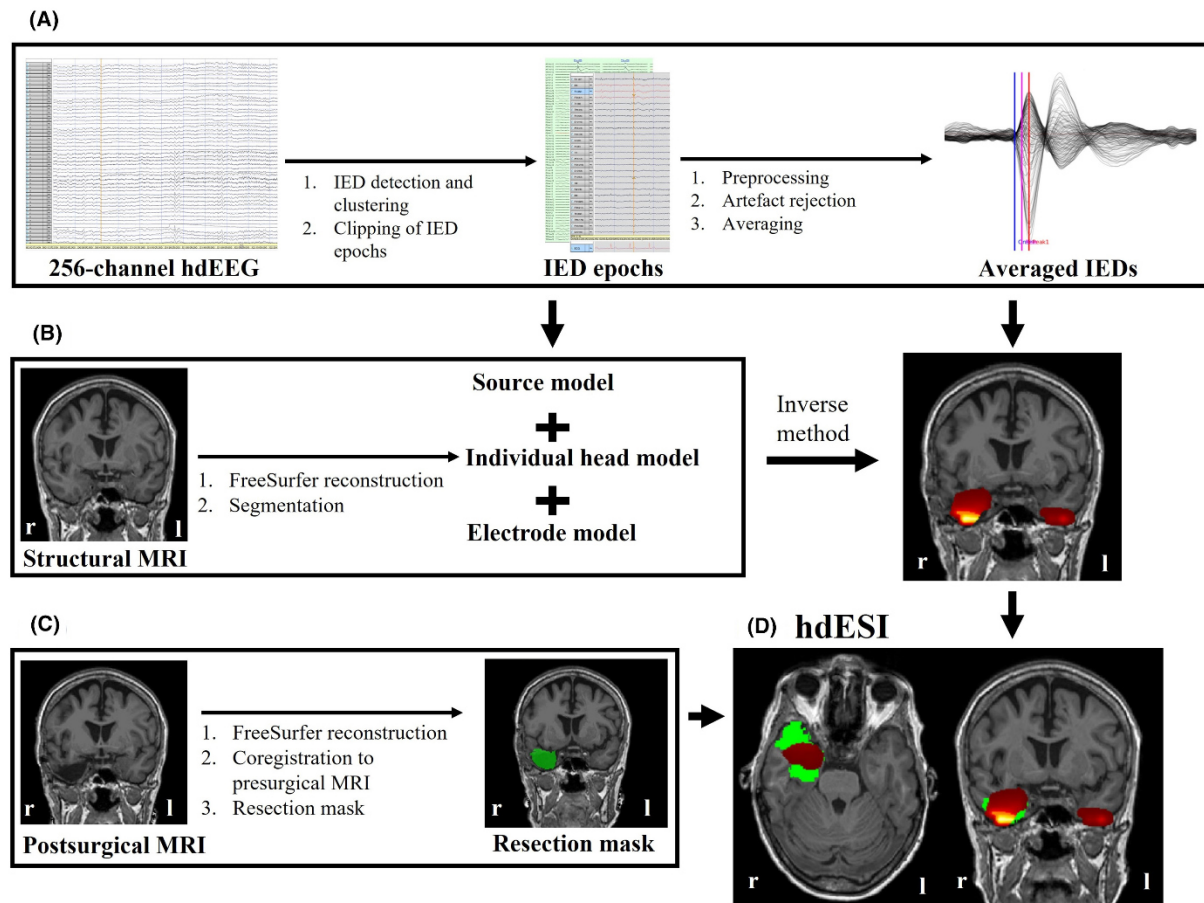 (A)
1. IED detection and
clustering
2. Clipping of IED
epochs
1. Preprocessing
2. Artefact rejection
3. Averaging
256-channel hdEEG
IED epochs
Averaged IEDs
(B)
Source model
Individual head model
Electrode model
1. FreeSurfer reconstruction
2. Segmentation
r
l
Structural MRI
Inverse
method
r
l
(C)
1. FreeSurfer reconstruction
2. Coregistration to
presurgical MRI
3. Resection mask
r
l
Postsurgical MRI
r
l
Resection mask
(D) hdESI
r
l
r
l